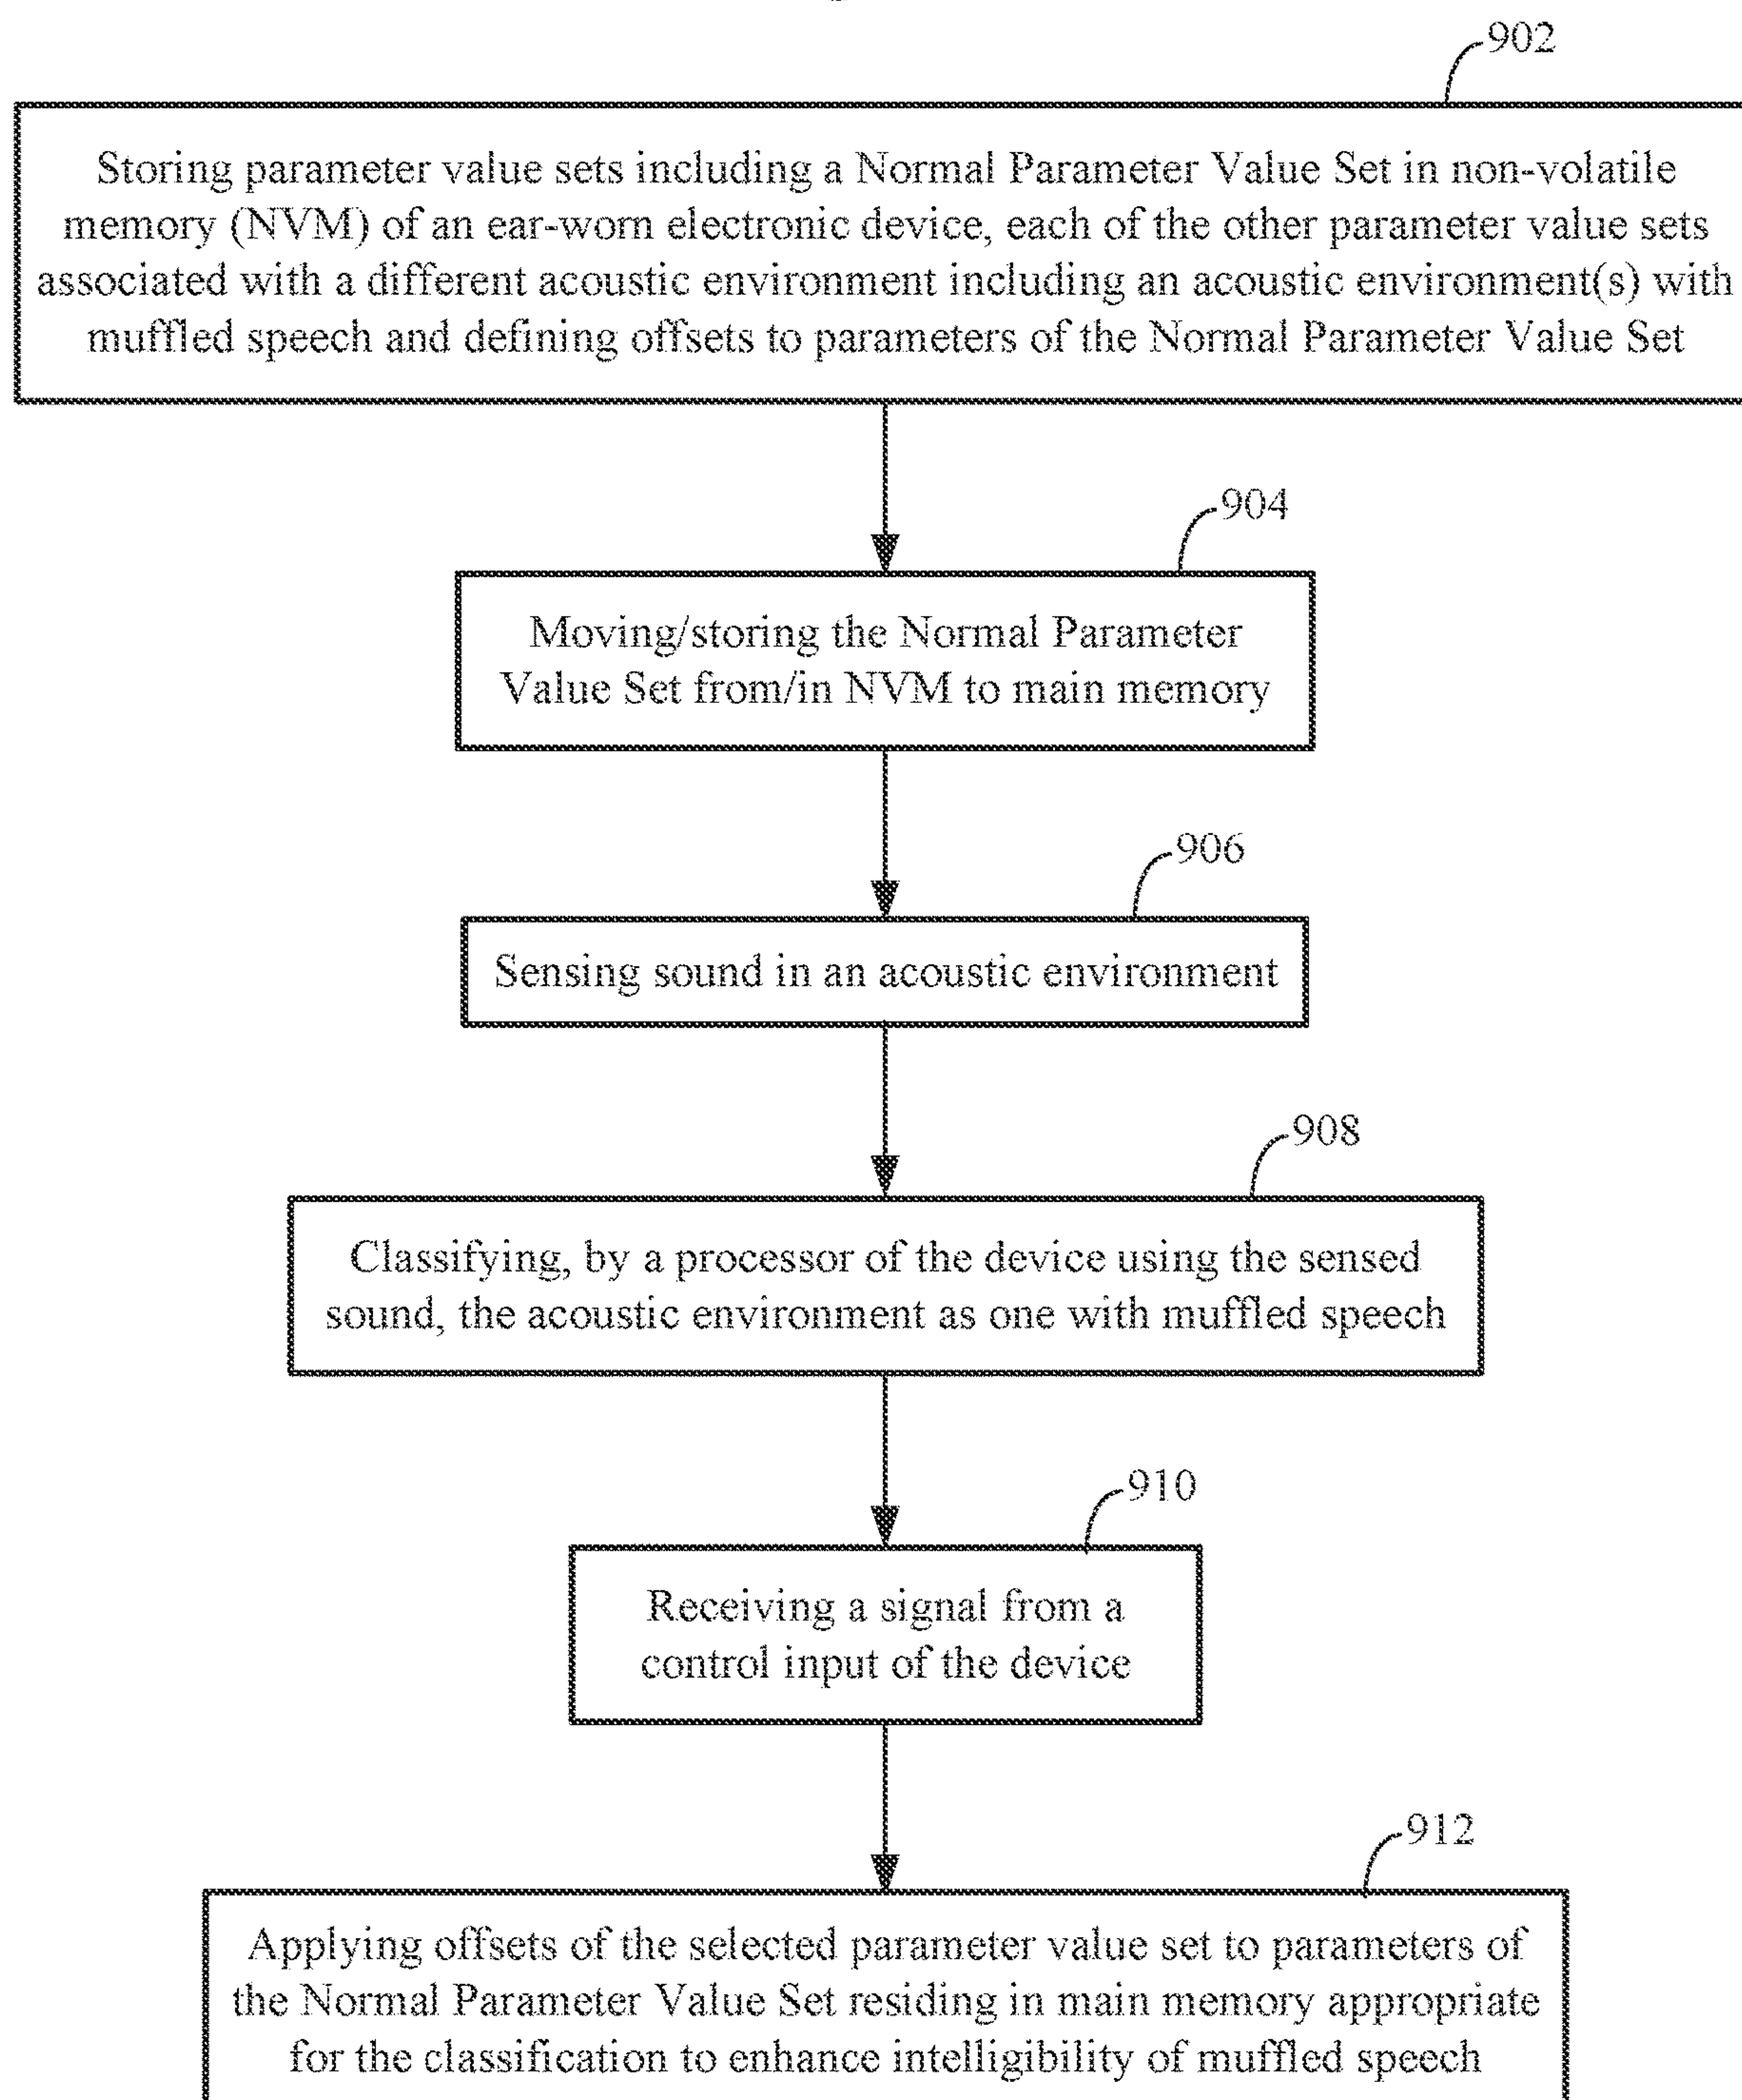 902
Storing parameter value sets including a Normal Parameter Value Set in non-volatile
memory (NVM) of an ear-worn electronic device, each of the other parameter value sets
associated with a different acoustic environment including an acoustic environment(s) with
muffled speech and defining offsets to parameters of the Normal Parameter Value Set
904
Moving/storing the Normal Parameter
Value Set from/in NVM to main memory
906
Sensing sound in an acoustic environment
908
Classifying, by a processor of the device using the sensed
sound, the acoustic environment as one with muffled speech
910
Receiving a signal from a
control input of the device
912
Applying offsets of the selected parameter value set to parameters of
the Normal Parameter Value Set residing in main memory appropriate
for the classification to enhance intelligibility of muffled speech